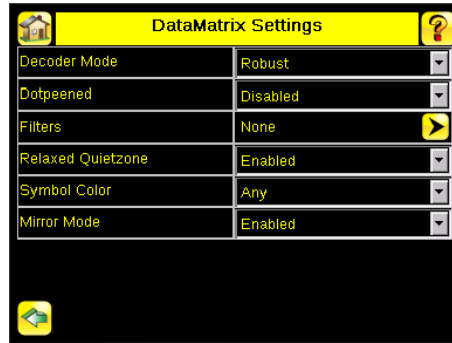 DataMatrix Settings
Decoder Mode Robust
Dotpeened Disabled
Filters None
Relaxed Quietzone Enabled
Symbol Color Any
Mirror Mode Enabled